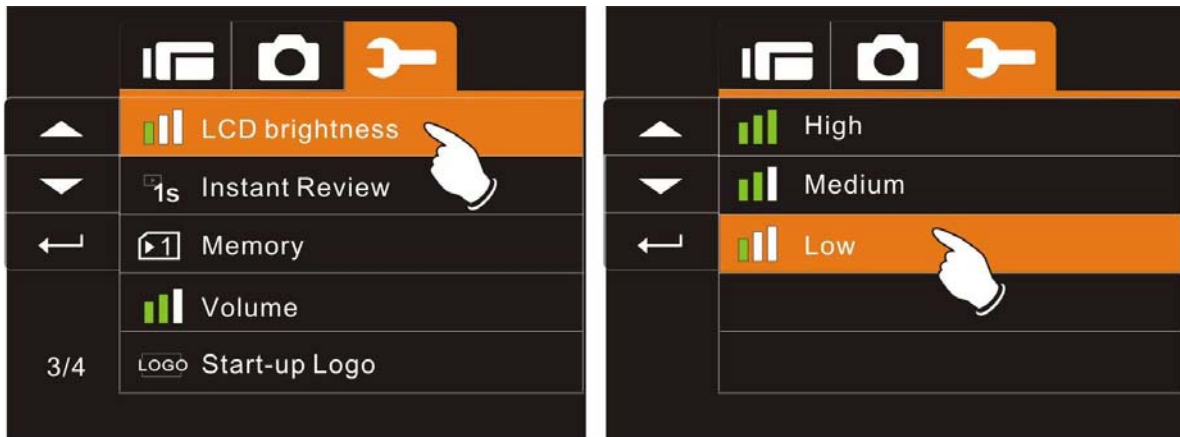 LCD brightness
1s Instant Review
1 Memory
Volume
3/4
LOGO Start-up Logo
High
Medium
Low